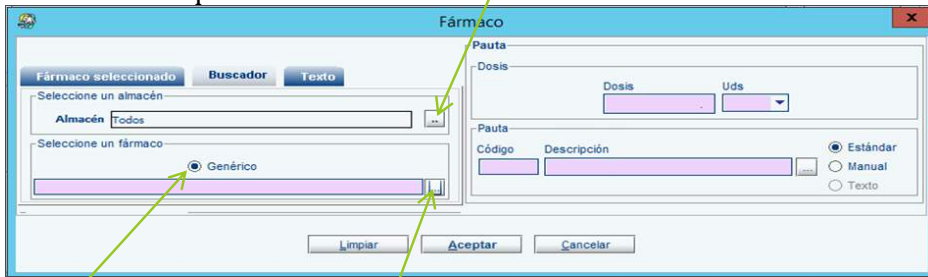 Fármaco
x
Fármaco seleccionado Buscador Texto
Seleccione un almacén
Almacén Todos ..
Seleccione un fármaco
Genérico
...
Pauta
Dosis
Dosis Uds
.
Pauta
Código Descripción
...
Estándar
Manual
Texto
Limpiar Aceptar Cancelar